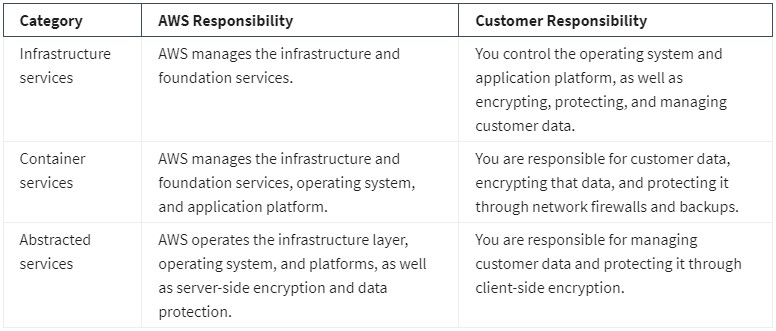 Category AWS Responsibility Customer Responsibility
Infrastructure
services
AWS manages the infrastructure and
foundation services.
You control the operating system and
application platform, as well as
encrypting, protecting, and managing
customer data.
Container
services
AWS manages the infrastructure and
foundation services, operating system,
and application platform.
You are responsible for customer data,
encrypting that data, and protecting it
through network firewalls and backups.
Abstracted
services
AWS operates the infrastructure layer,
operating system, and platforms, as well
as server-side encryption and data
protection.
You are responsible for managing
customer data and protecting it through
client-side encryption.